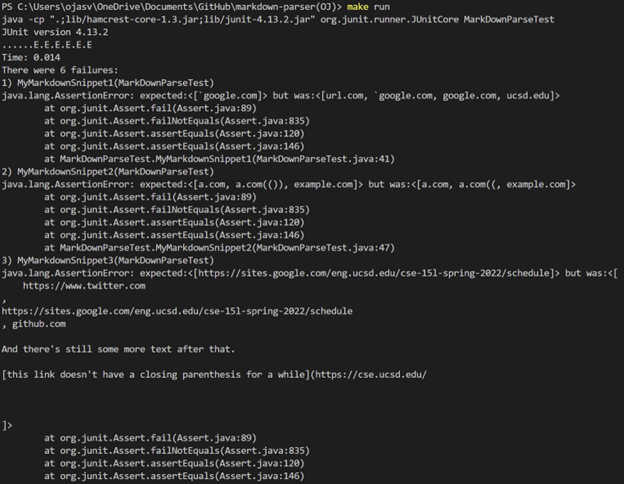 PS C:\Users\ojasv\OneDrive\Documents\GitHub\markdown-parser(OJ)> make run
java -cp ".;lib/hamcrest-core-1.3.jar;lib/junit-4.13.2.jar" org.junit.runner.JUnitCore MarkDownParseTest
JUnit version 4.13.2
......E.E.E.E.E.E
Time: 0.014
There were 6 failures:
1) MyMarkdownSnippet1(MarkDownParseTest)
java.lang.AssertionError: expected:<[`google.com]> but was:<[url.com, `google.com, google.com, ucsd.edu]>
        at org.junit.Assert.fail(Assert.java:89)
        at org.junit.Assert.failNotEquals(Assert.java:835)
        at org.junit.Assert.assertEquals(Assert.java:120)
        at org.junit.Assert.assertEquals(Assert.java:146)
        at MarkDownParseTest.MyMarkdownSnippet1(MarkDownParseTest.java:41)
2) MyMarkdownSnippet2(MarkDownParseTest)
java.lang.AssertionError: expected:<[a.com, a.com(()), example.com]> but was:<[a.com, a.com((, example.com]>
        at org.junit.Assert.fail(Assert.java:89)
        at org.junit.Assert.failNotEquals(Assert.java:835)
        at org.junit.Assert.assertEquals(Assert.java:120)
        at org.junit.Assert.assertEquals(Assert.java:146)
        at MarkDownParseTest.MyMarkdownSnippet2(MarkDownParseTest.java:47)
3) MyMarkdownSnippet3(MarkDownParseTest)
java.lang.AssertionError: expected:<[https://sites.google.com/eng.ucsd.edu/cse-15l-spring-2022/schedule]> but was:<[
    https://www.twitter.com
,
https://sites.google.com/eng.ucsd.edu/cse-15l-spring-2022/schedule
, github.com

And there's still some more text after that.

[this link doesn't have a closing parenthesis for a while](https://cse.ucsd.edu/

]>
        at org.junit.Assert.fail(Assert.java:89)
        at org.junit.Assert.failNotEquals(Assert.java:835)
        at org.junit.Assert.assertEquals(Assert.java:120)
        at org.junit.Assert.assertEquals(Assert.java:146)